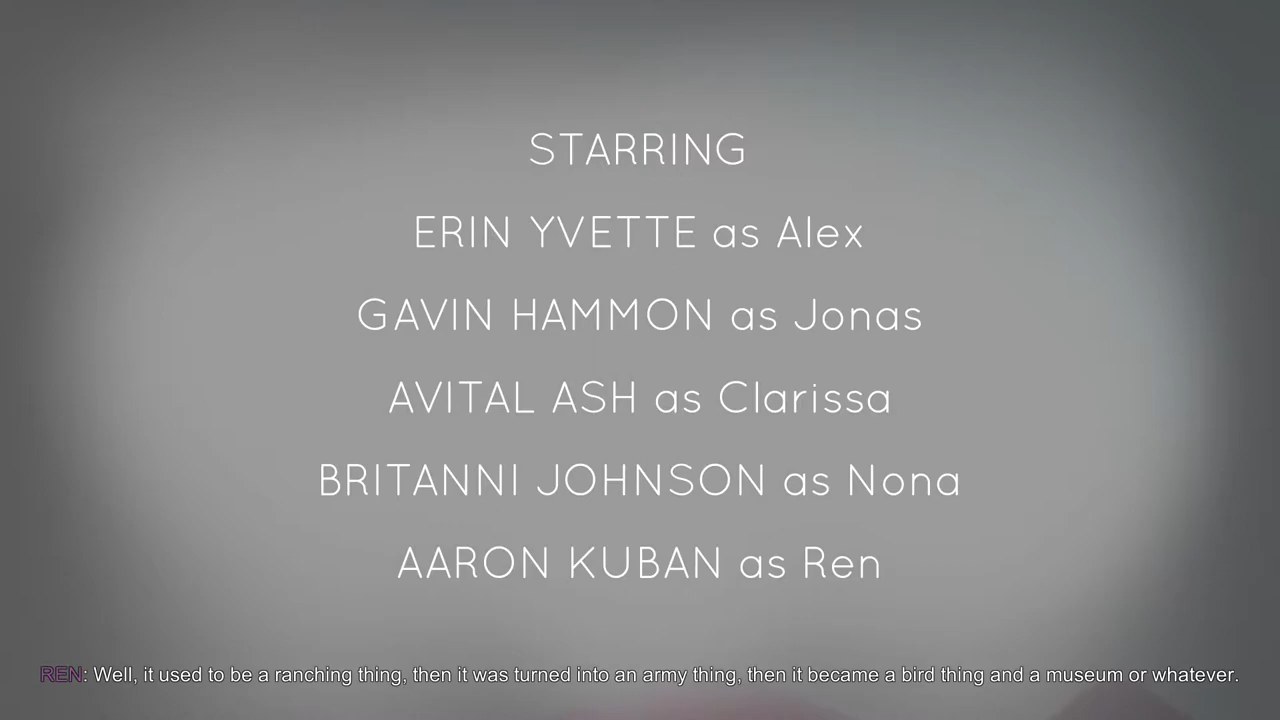 STARRING
ERIN YVETTE as Alex
GAVIN HAMMON as Jonas
AVITAL ASH as Clarissa
BRITANNI JOHNSON as Nona
AARON KUBAN as Ren
REN: Well, it used to be a ranching thing, then it was turned into an army thing, then it became a bird thing and a museum or whatever.